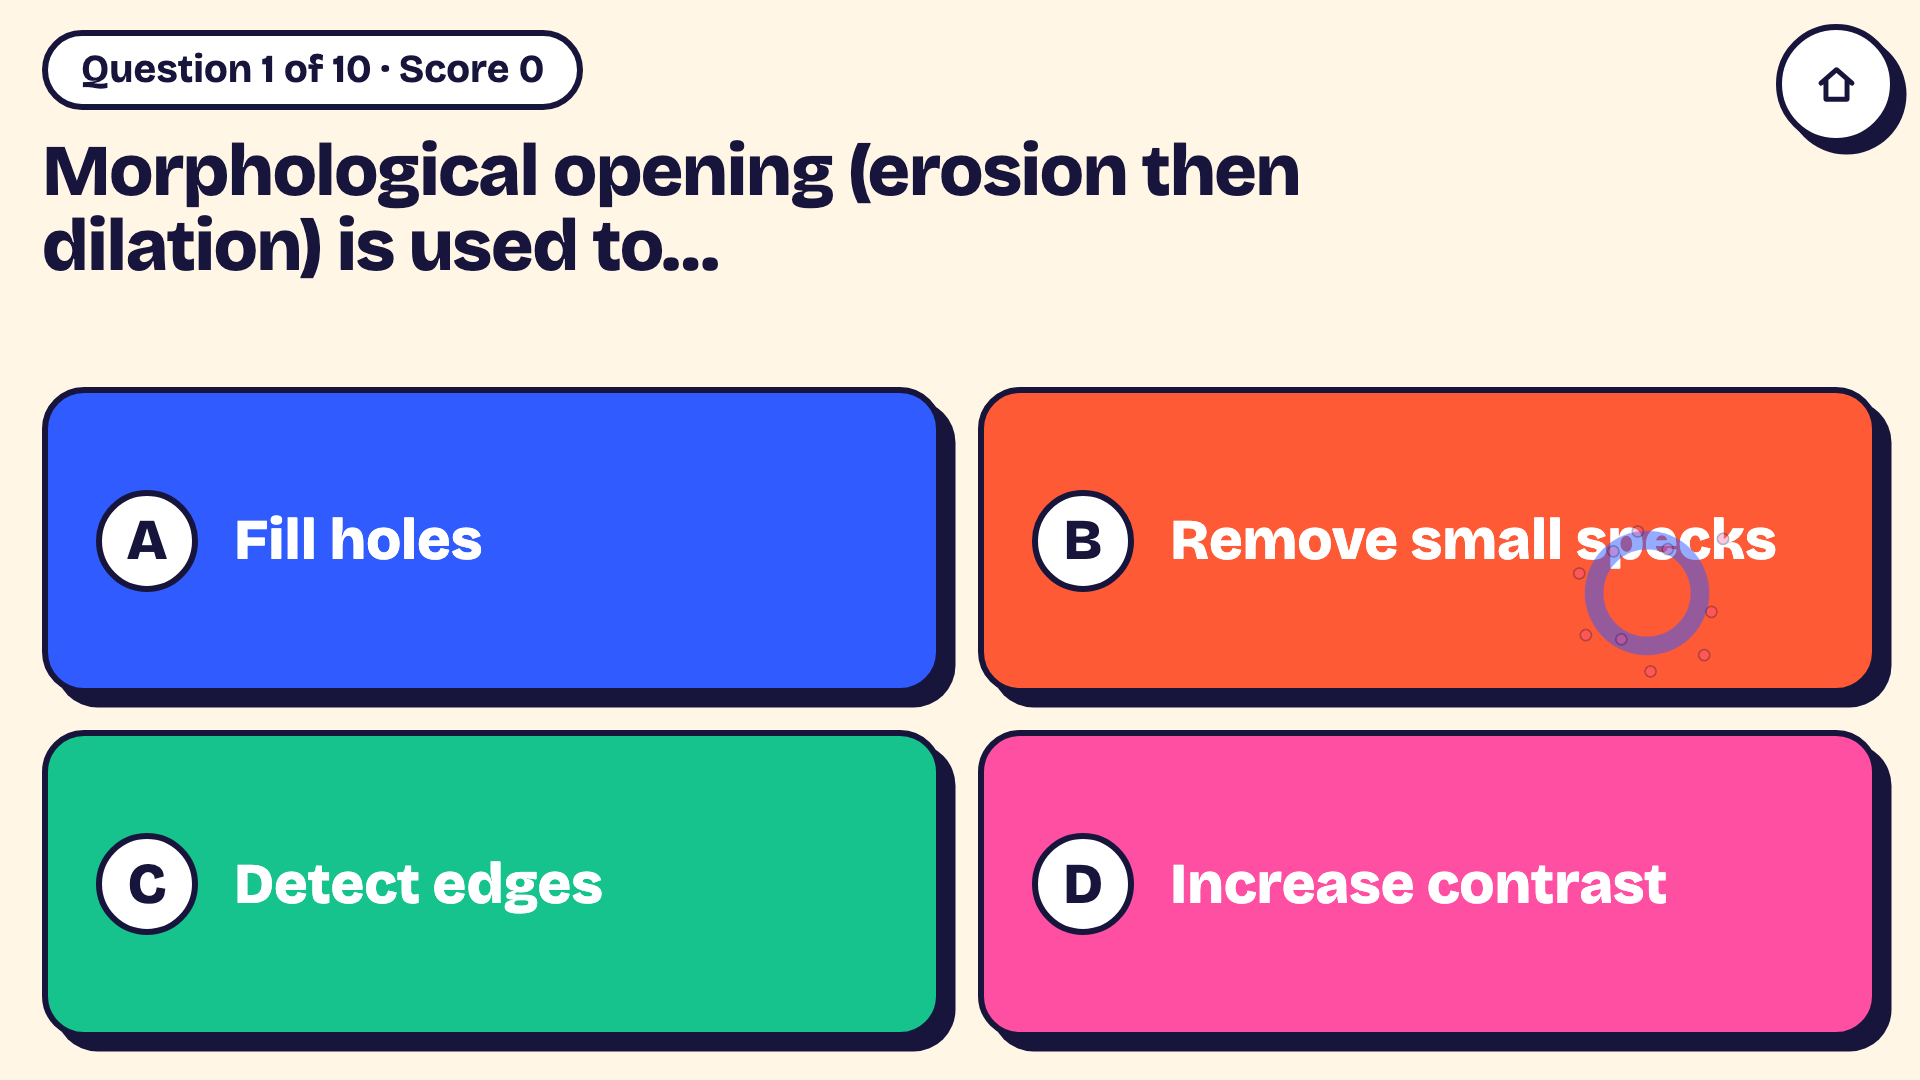 Question 1 of 10 · Score 0
Morphological opening (erosion then
dilation) is used to...
A Fill holes
B Remove small specks
C Detect edges
D Increase contrast